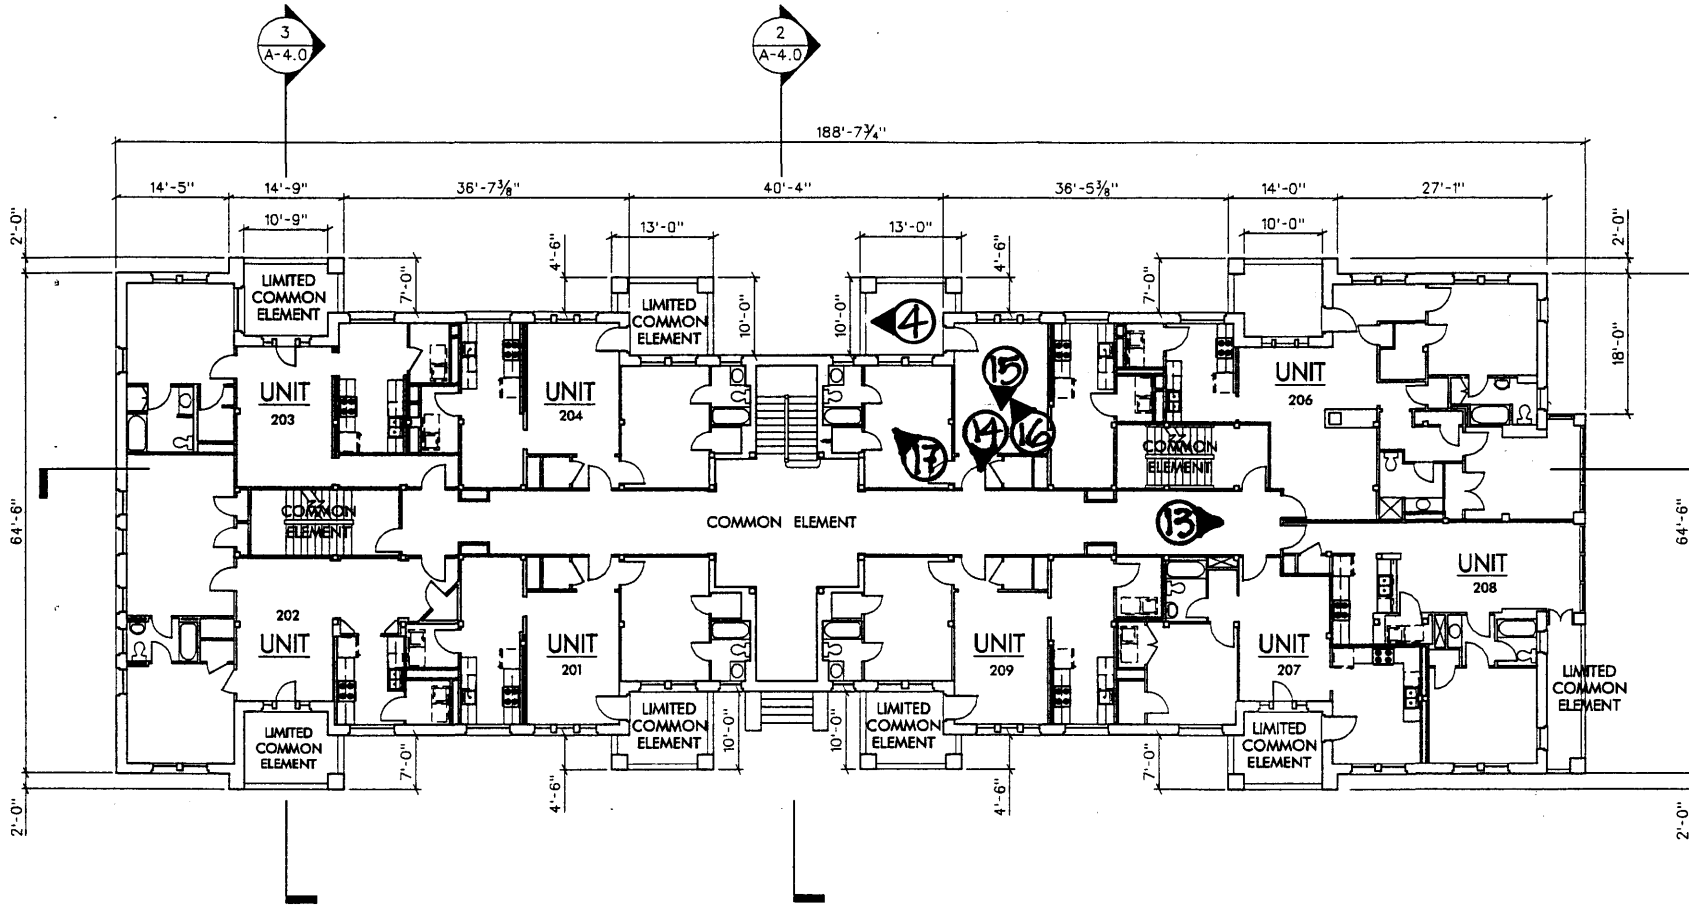 3
A-4.0
2
A-4.0
188'-7¾"
14'-5"
14'-9"
36'-7⅜"
40'-4"
36'-5⅜"
14'-0"
27'-1"
2'-0"
10'-9"
4'-6"
13'-0"
13'-0"
4'-6"
10'-0"
2'-0"
LIMITED
COMMON
ELEMENT
7'-0"
LIMITED
COMMON
ELEMENT
10'-0"
10'-0"
4
7'-0"
18'-0"
UNIT
203
UNIT
204
15
14
16
17
UNIT
206
COMMON
ELEMENT
64'-6"
COMMON
ELEMENT
COMMON ELEMENT
13
64'-6"
202
UNIT
UNIT
201
UNIT
209
UNIT
207
UNIT
208
LIMITED
COMMON
ELEMENT
LIMITED
COMMON
ELEMENT
7'-0"
LIMITED
COMMON
ELEMENT
10'-0"
10'-0"
LIMITED
COMMON
ELEMENT
7'-0"
LIMITED
COMMON
ELEMENT
2'-0"
4'-6"
4'-6"
2'-0"